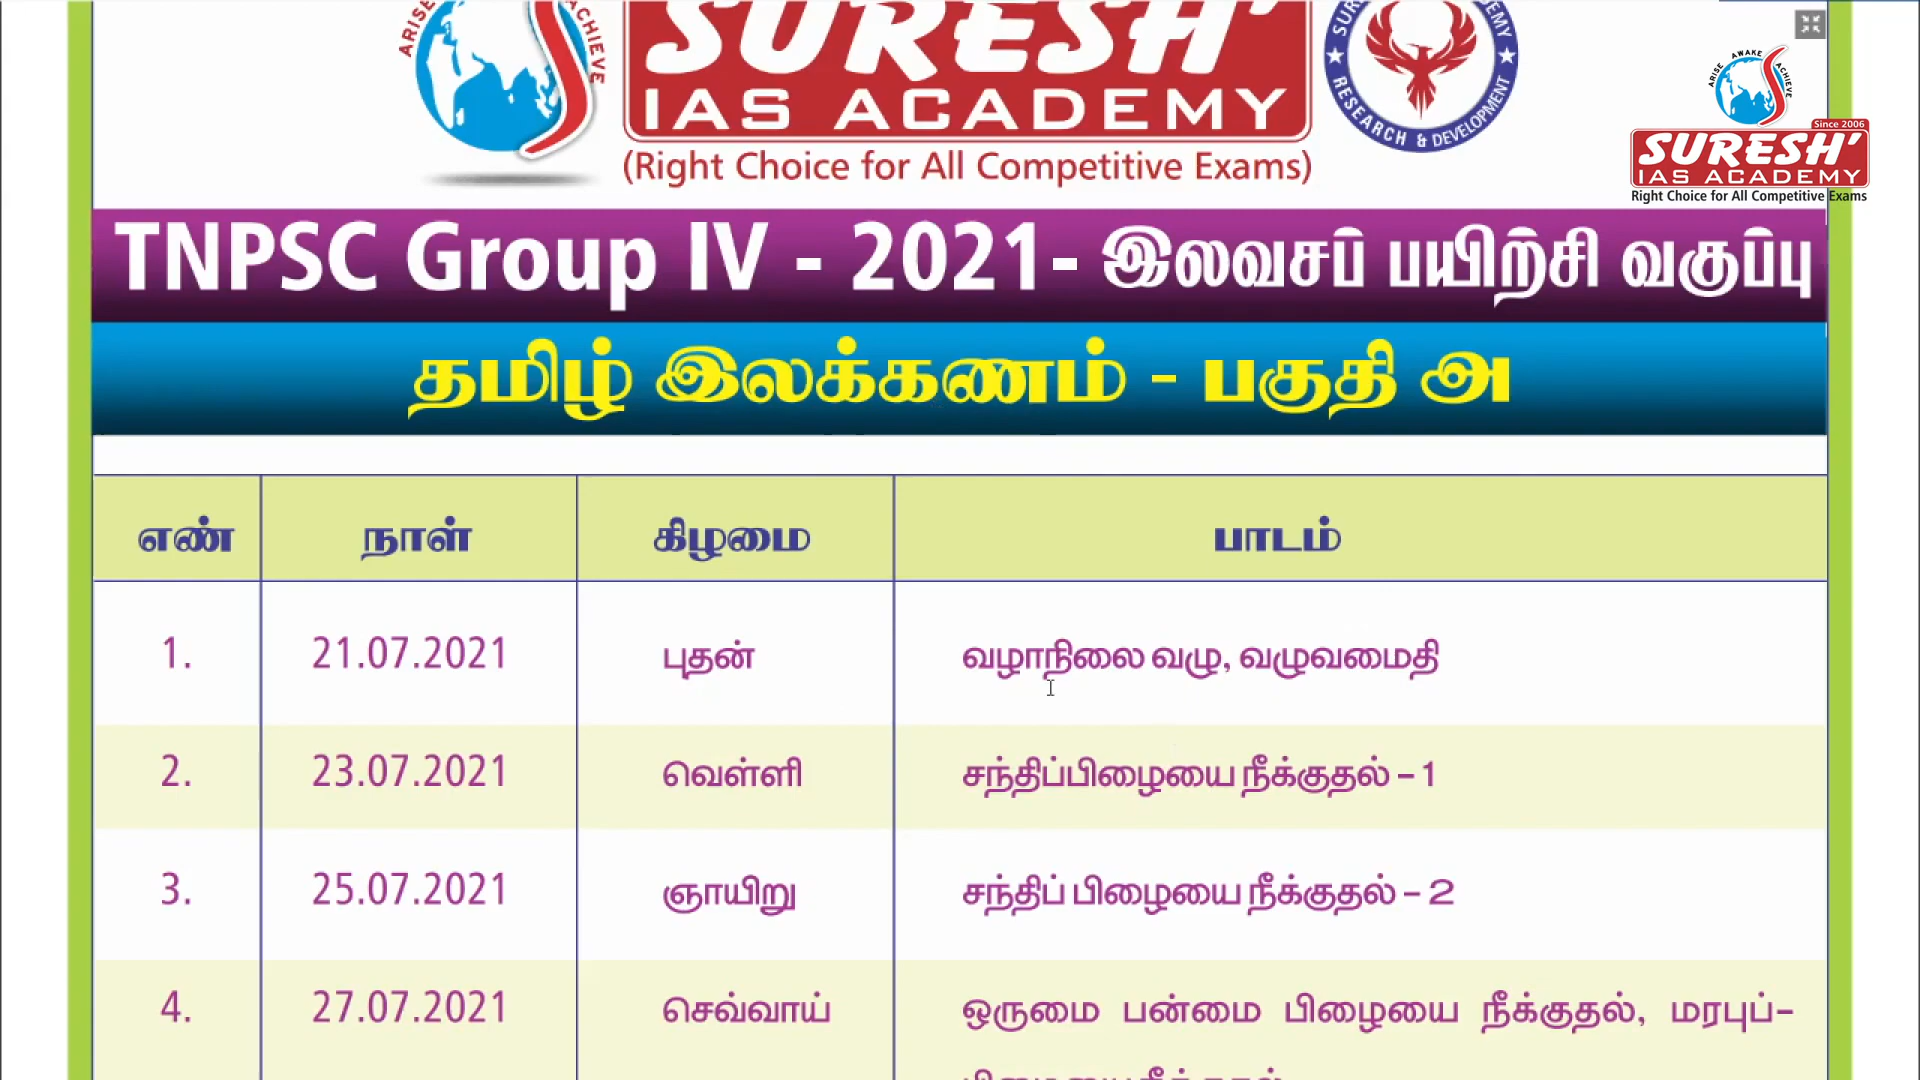 ARISE
ACHIEVE
SURESH'
IAS ACADEMY
(Right Choice for All Competitive Exams)
RESEARCH & DEVELOPMENT
AWAKE
ARISE
ACHIEVE
Since 2006
SURESH'
IAS ACADEMY
Right Choice for All Competitive Exams
TNPSC Group IV - 2021- இலவசப் பயிற்சி வகுப்பு
தமிழ் இலக்கணம் - பகுதி அ
எண் நாள் கிழமை பாடம்
1. 21.07.2021 புதன் வழாநிலை வழு, வழுவமைதி
2. 23.07.2021 வெள்ளி சந்திப்பிழையை நீக்குதல் – 1
3. 25.07.2021 ஞாயிறு சந்திப் பிழையை நீக்குதல் – 2
4. 27.07.2021 செவ்வாய் ஒருமை பன்மை பிழையை நீக்குதல், மரபுப்–